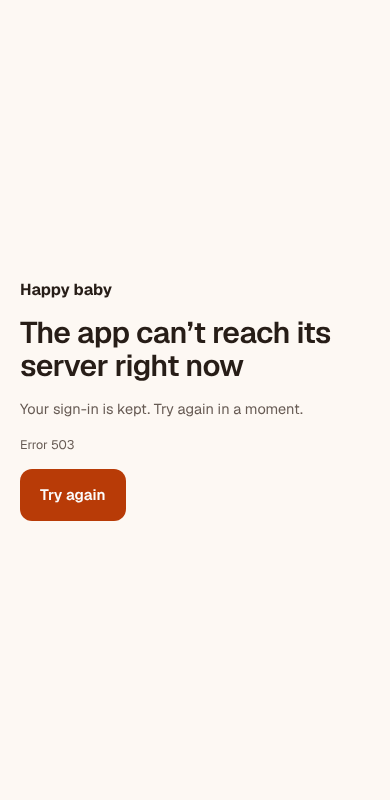 Happy baby
The app can’t reach its
server right now
Your sign-in is kept. Try again in a moment.
Error 503
Try again